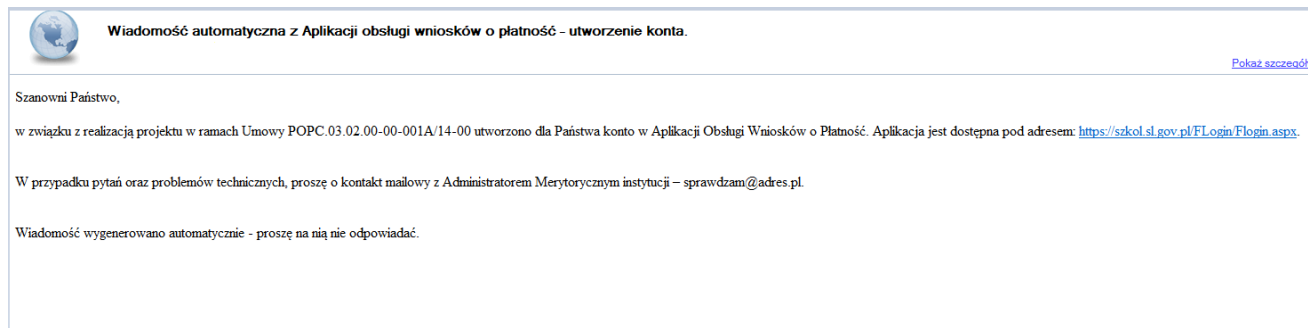 Wiadomość automatyczna z Aplikacji obsługi wniosków o płatność - utworzenie konta.
Pokaż szczegół
Szanowni Państwo,
w związku z realizacją projektu w ramach Umowy POPC.03.02.00-00-001A/14-00 utworzono dla Państwa konto w Aplikacji Obsługi Wniosków o Płatność. Aplikacja jest dostępna pod adresem: https://szkol.sl.gov.pl/FLogin/Flogin.aspx.
W przypadku pytań oraz problemów technicznych, proszę o kontakt mailowy z Administratorem Merytorycznym instytucji – sprawdzam@adres.pl.
Wiadomość wygenerowano automatycznie - proszę na nią nie odpowiadać.